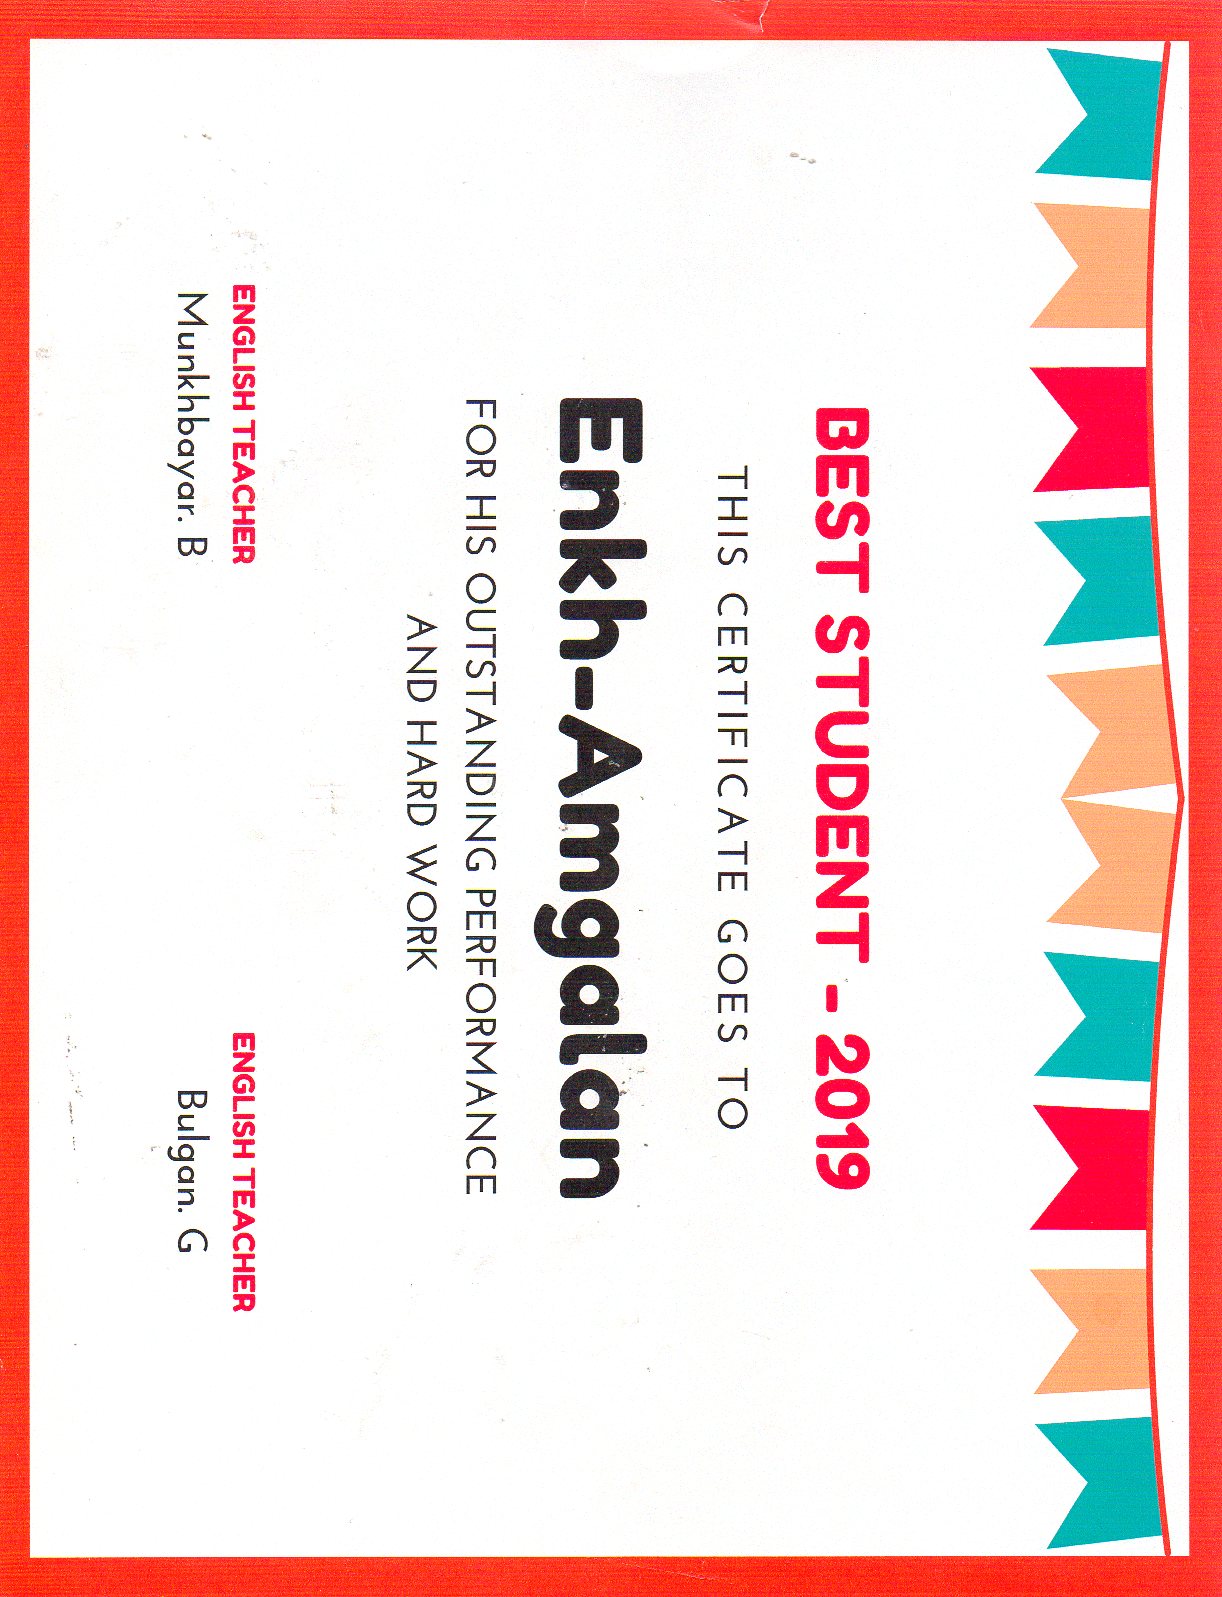 BEST STUDENT - 2019
THIS CERTIFICATE GOES TO
Enkh-Amgalan
FOR HIS OUTSTANDING PERFORMANCE
AND HARD WORK
ENGLISH TEACHER
Munkhbayar. B
ENGLISH TEACHER
Bulgan. G